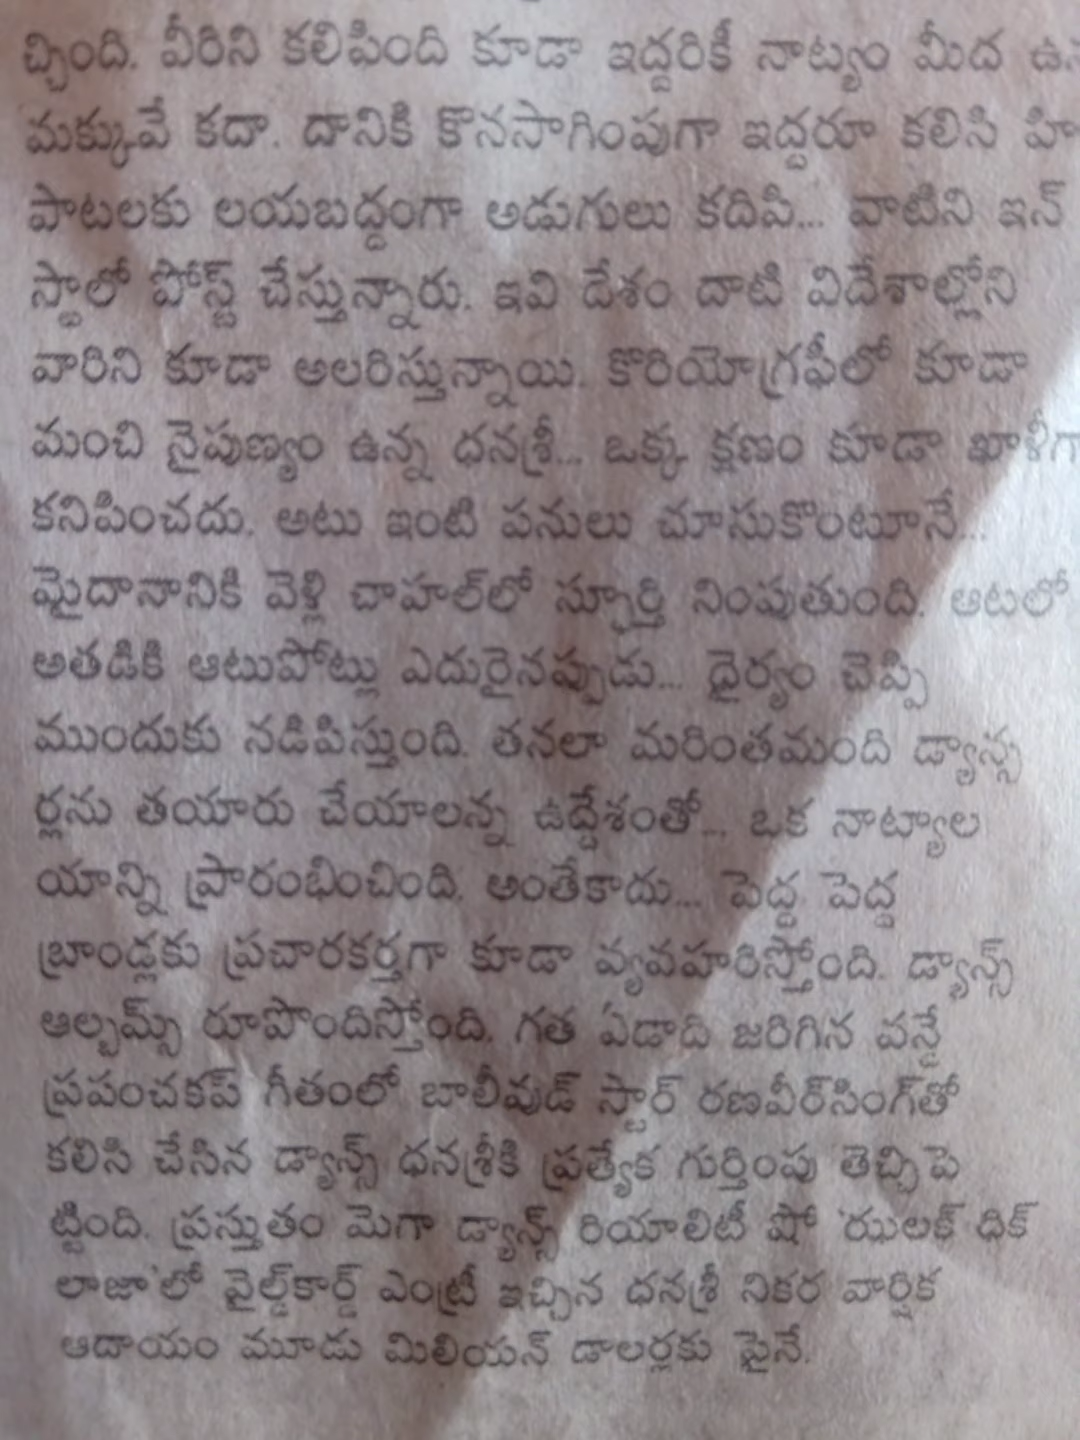 చ్చింది. వీరిని కలిపింది కూడా ఇద్దరికీ నాట్యం మీద
మక్కువే కదా. దానికి కొనసాగింపుగా ఇద్దరూ కలిసి
పాటలకు లయబద్ధంగా అడుగులు కదిపి... వాటిని ఇన్
స్టాలో పోస్ట్ చేస్తున్నారు. ఇవి దేశం దాటి విదేశాల్లోని
వారిని కూడా అలరిస్తున్నాయి. కొరియోగ్రఫీలో కూడా
మంచి నైపుణ్యం ఉన్న ధనశ్రీ... ఒక్క క్షణం కూడా ఖాళీగా
కనిపించదు. అటు ఇంటి పనులు చూసుకొంటూనే...
మైదానానికి వెళ్లి చాహల్‌లో స్ఫూర్తి నింపుతుంది. ఆటలో
అతడికి ఆటుపోట్లు ఎదురైనప్పుడు... ధైర్యం చెప్పి
ముందుకు నడిపిస్తుంది. తనలా మరింతమంది డ్యాన్స
ర్లను తయారు చేయాలన్న ఉద్దేశంతో... ఒక నాట్యాల
యాన్ని ప్రారంభించింది. అంతేకాదు... పెద్ద పెద్ద
బ్రాండ్లకు ప్రచారకర్తగా కూడా వ్యవహరిస్తోంది. డ్యాన్స్
ఆల్బమ్స్ రూపొందిస్తోంది. గత ఏడాది జరిగిన వన్డే
ప్రపంచకప్ గీతంలో బాలీవుడ్ స్టార్ రణవీర్‌సింగ్‌తో
కలిసి చేసిన డ్యాన్స్ ధనశ్రీకి ప్రత్యేక గుర్తింపు తెచ్చిపె
ట్టింది. ప్రస్తుతం మెగా డ్యాన్స్ రియాలిటీ షో 'ఝలక్ ఢిక్
లాజా'లో వైల్డ్‌కార్డ్ ఎంట్రీ ఇచ్చిన ధనశ్రీ నికర వార్షిక
ఆదాయం మూడు మిలియన్ డాలర్లకు పైనే.